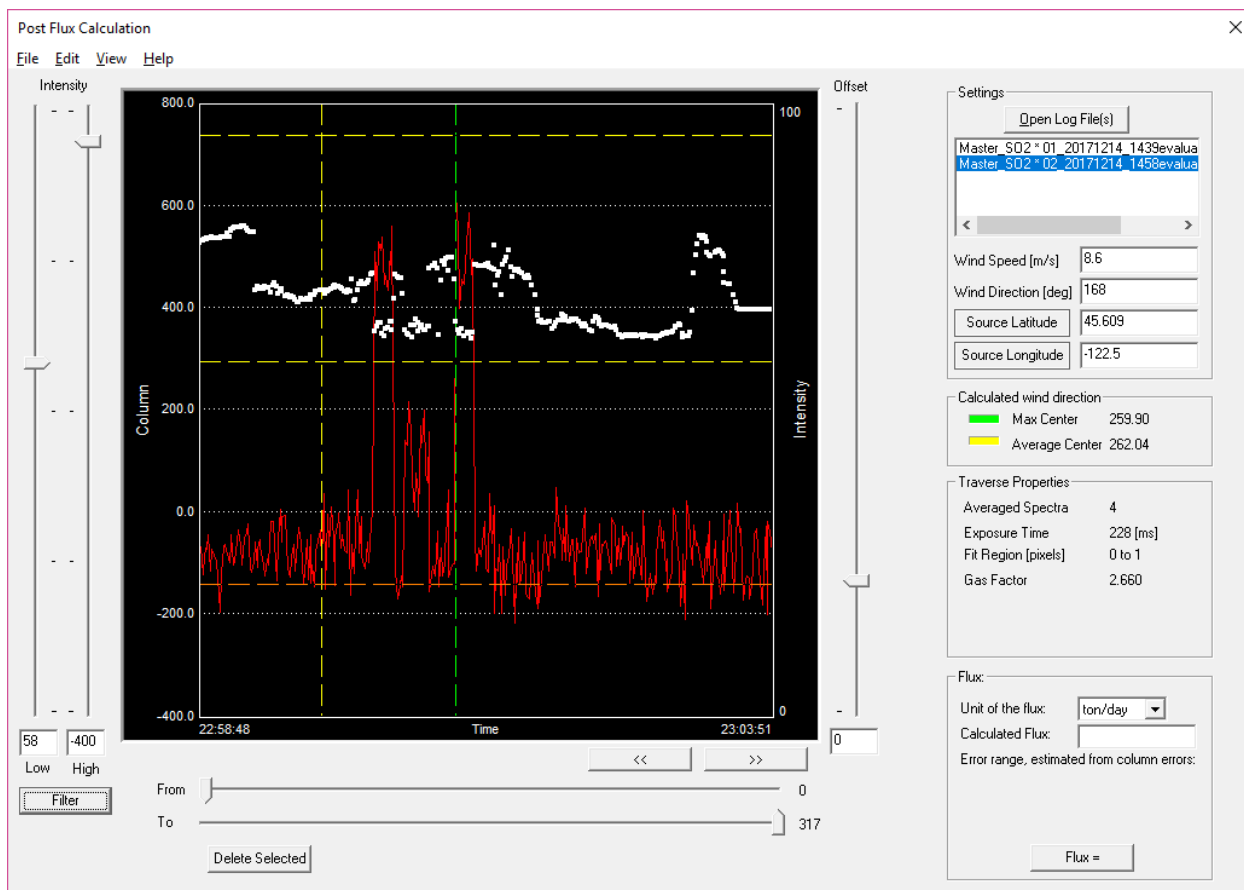 Post Flux Calculation
File Edit View Help
Intensity
Offset
800.0
600.0
400.0
200.0
0.0
-200.0
-400.0
Column
100
Intensity
0
22:58:48 Time 23:03:51
58 -400
Low High
Filter
0
<< >>
From 0
To 317
Delete Selected
Settings
Open Log File(s)
Master_SO2 * 01_20171214_1439evalua
Master_SO2 * 02_20171214_1458evalua
Wind Speed [m/s] 8.6
Wind Direction [deg] 168
Source Latitude 45.609
Source Longitude -122.5
Calculated wind direction
Max Center 259.90
Average Center 262.04
Traverse Properties
Averaged Spectra 4
Exposure Time 228 [ms]
Fit Region [pixels] 0 to 1
Gas Factor 2.660
Flux:
Unit of the flux: ton/day
Calculated Flux:
Error range, estimated from column errors:
Flux =